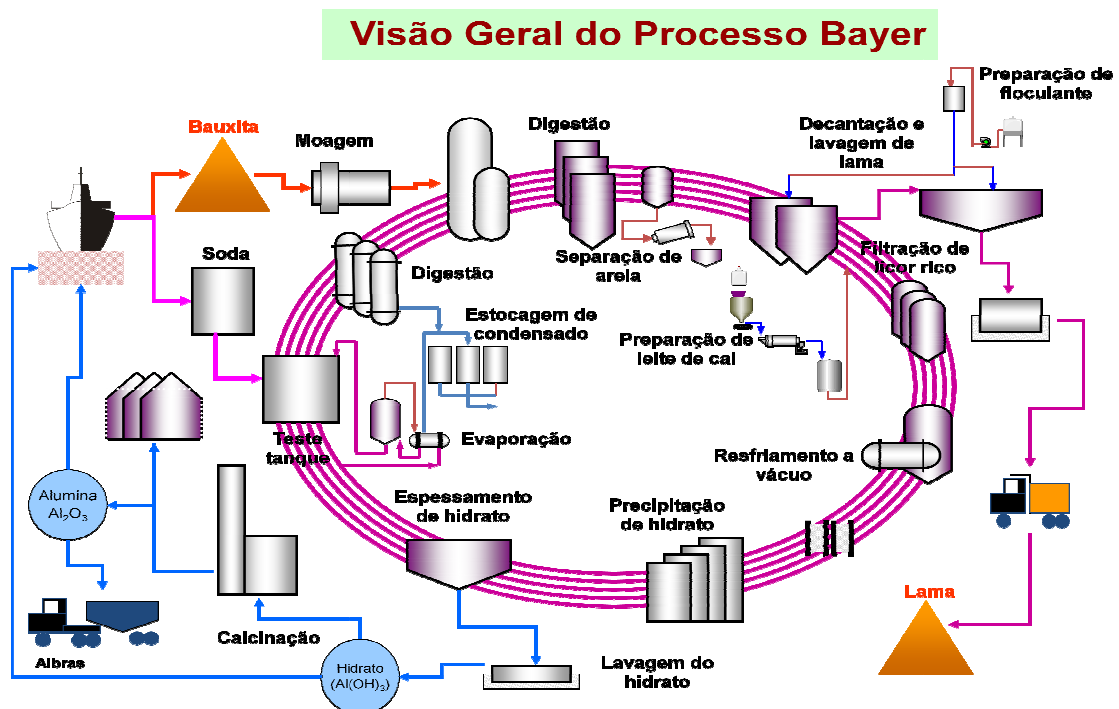 Visão Geral do Processo Bayer
Preparação de
floculante
Bauxita
Moagem
Digestão
Decantação e
lavagem de
lama
Soda
Digestão
Separação de
areia
Filtração de
licor rico
Estocagem de
condensado
Preparação de
leite de cal
Teste
tanque
Evaporação
Resfriamento a
vácuo
Alumina
Al₂O₃
Espessamento
de hidrato
Precipitação
de hidrato
Lama
Calcinação
Albras
Hidrato
(Al(OH)₃)
Lavagem do
hidrato